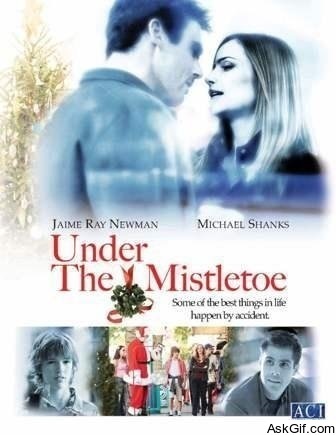 JAIME RAY NEWMAN MICHAEL SHANKS
Under
The Mistletoe
Some of the best things in life
happen by accident.
ACI
AskGif.com